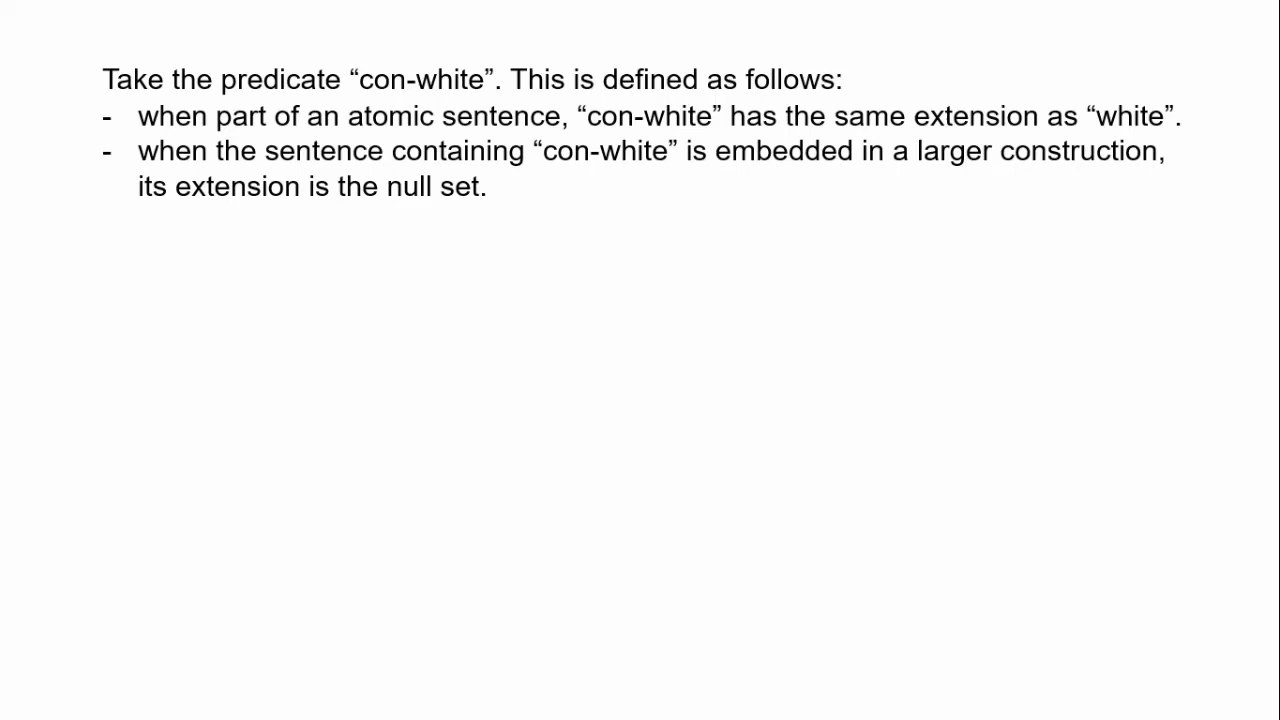 Take the predicate “con-white”. This is defined as follows:
- when part of an atomic sentence, “con-white” has the same extension as “white”.
- when the sentence containing “con-white” is embedded in a larger construction,
its extension is the null set.